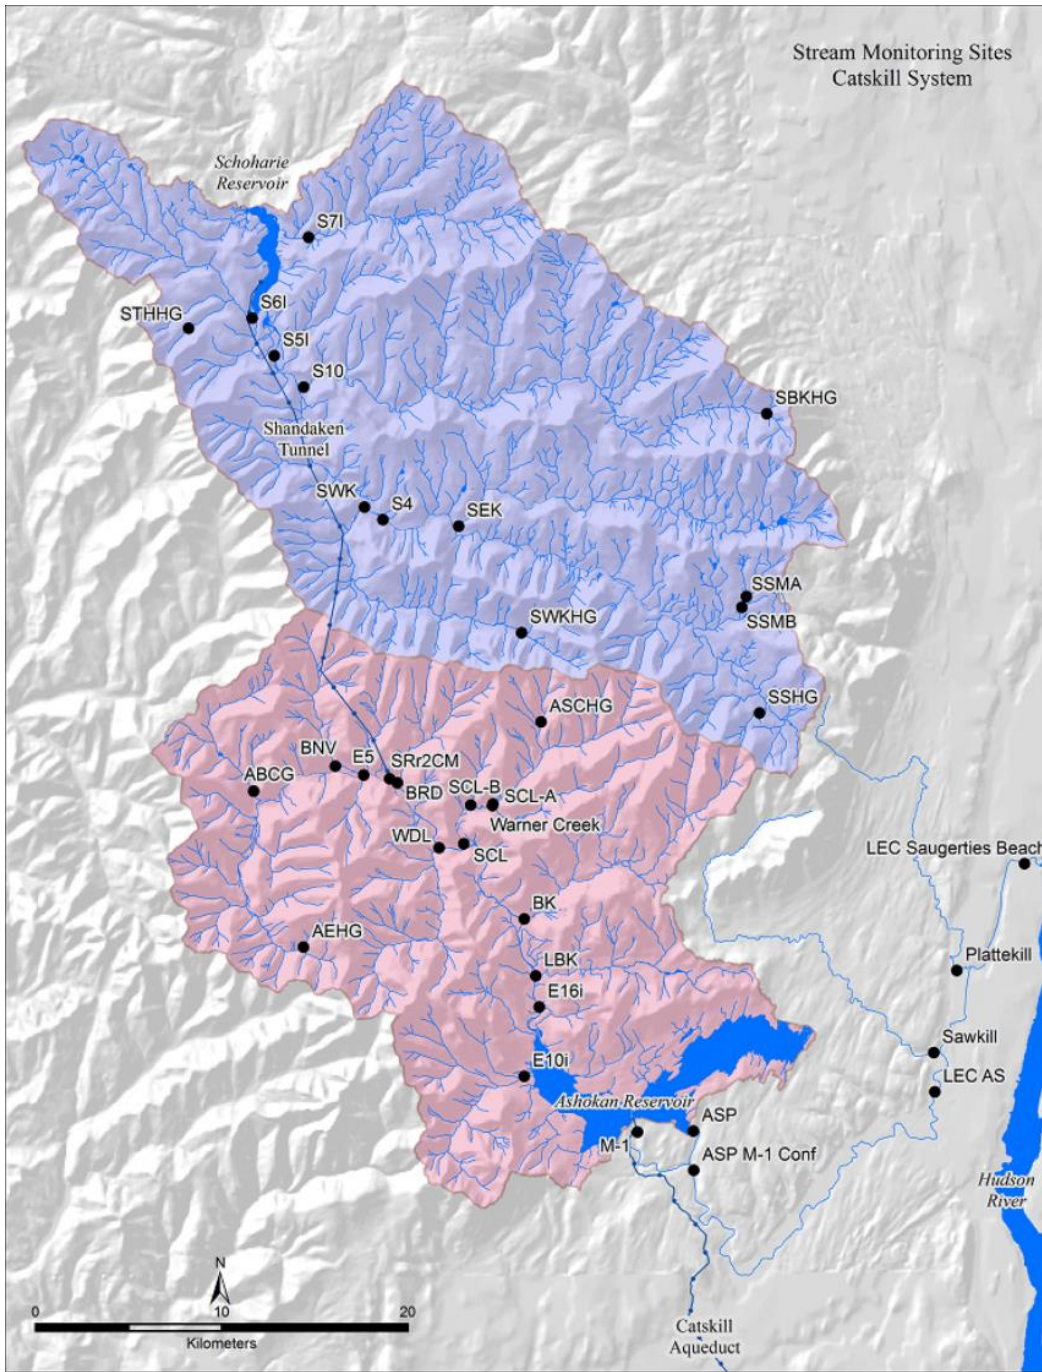 Stream Monitoring Sites
Catskill System
Schoharie
Reservoir
S7I
S6I
STHHG
S5I
S10
SBKHG
Shandaken
Tunnel
SWK
S4
SEK
SSMA
SSMB
SWKHG
SSHG
ASCHG
BNV
E5
SRr2CM
ABCG
BRD
SCL-B
SCL-A
Warner Creek
WDL
SCL
LEC Saugerties Beach
BK
AEHG
LBK
Plattekill
E16i
Sawkill
E10i
LEC AS
Ashokan Reservoir
ASP
M-1
ASP M-1 Conf
Hudson
River
N
0 10 20
Kilometers
Catskill
Aqueduct